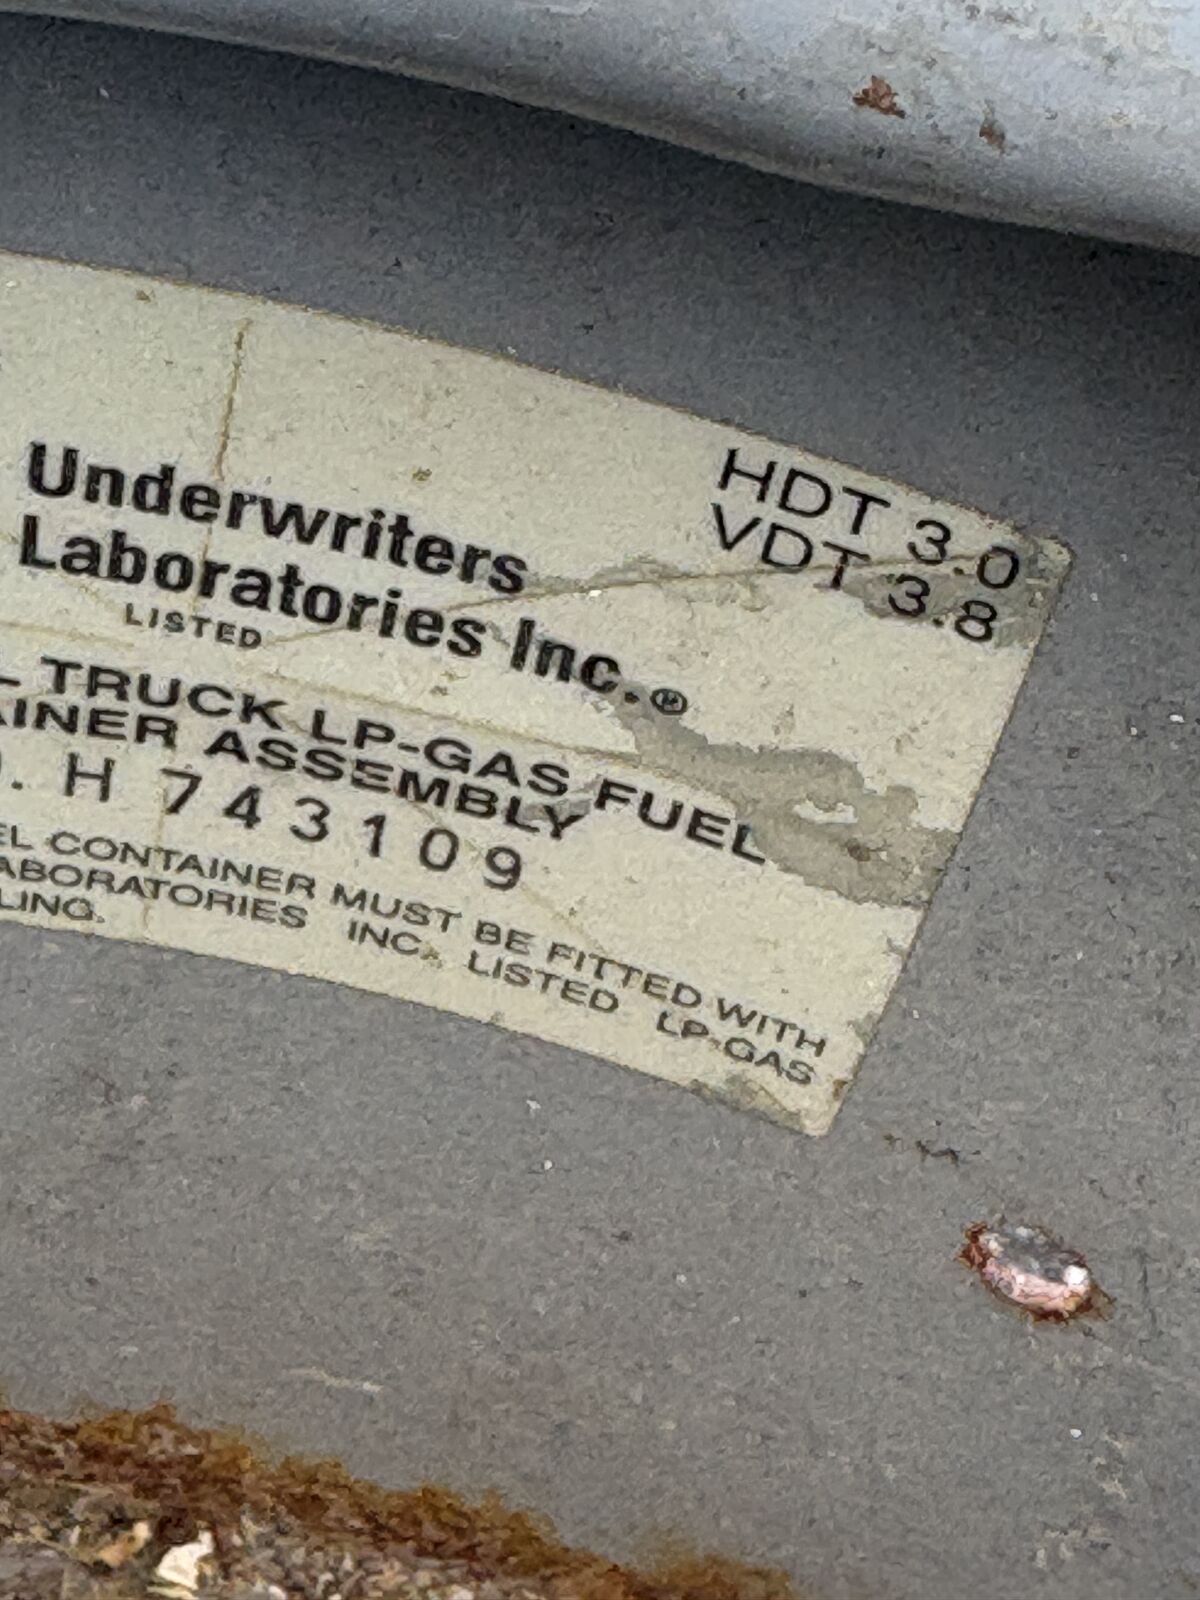 HDT 3.0
VDT 3.8
Underwriters
Laboratories Inc.®
LISTED
TRUCK LP-GAS FUEL
AINER ASSEMBLY
. H 743109
EL CONTAINER MUST BE FITTED WITH
ABORATORIES INC. LISTED LP-GAS
LING.